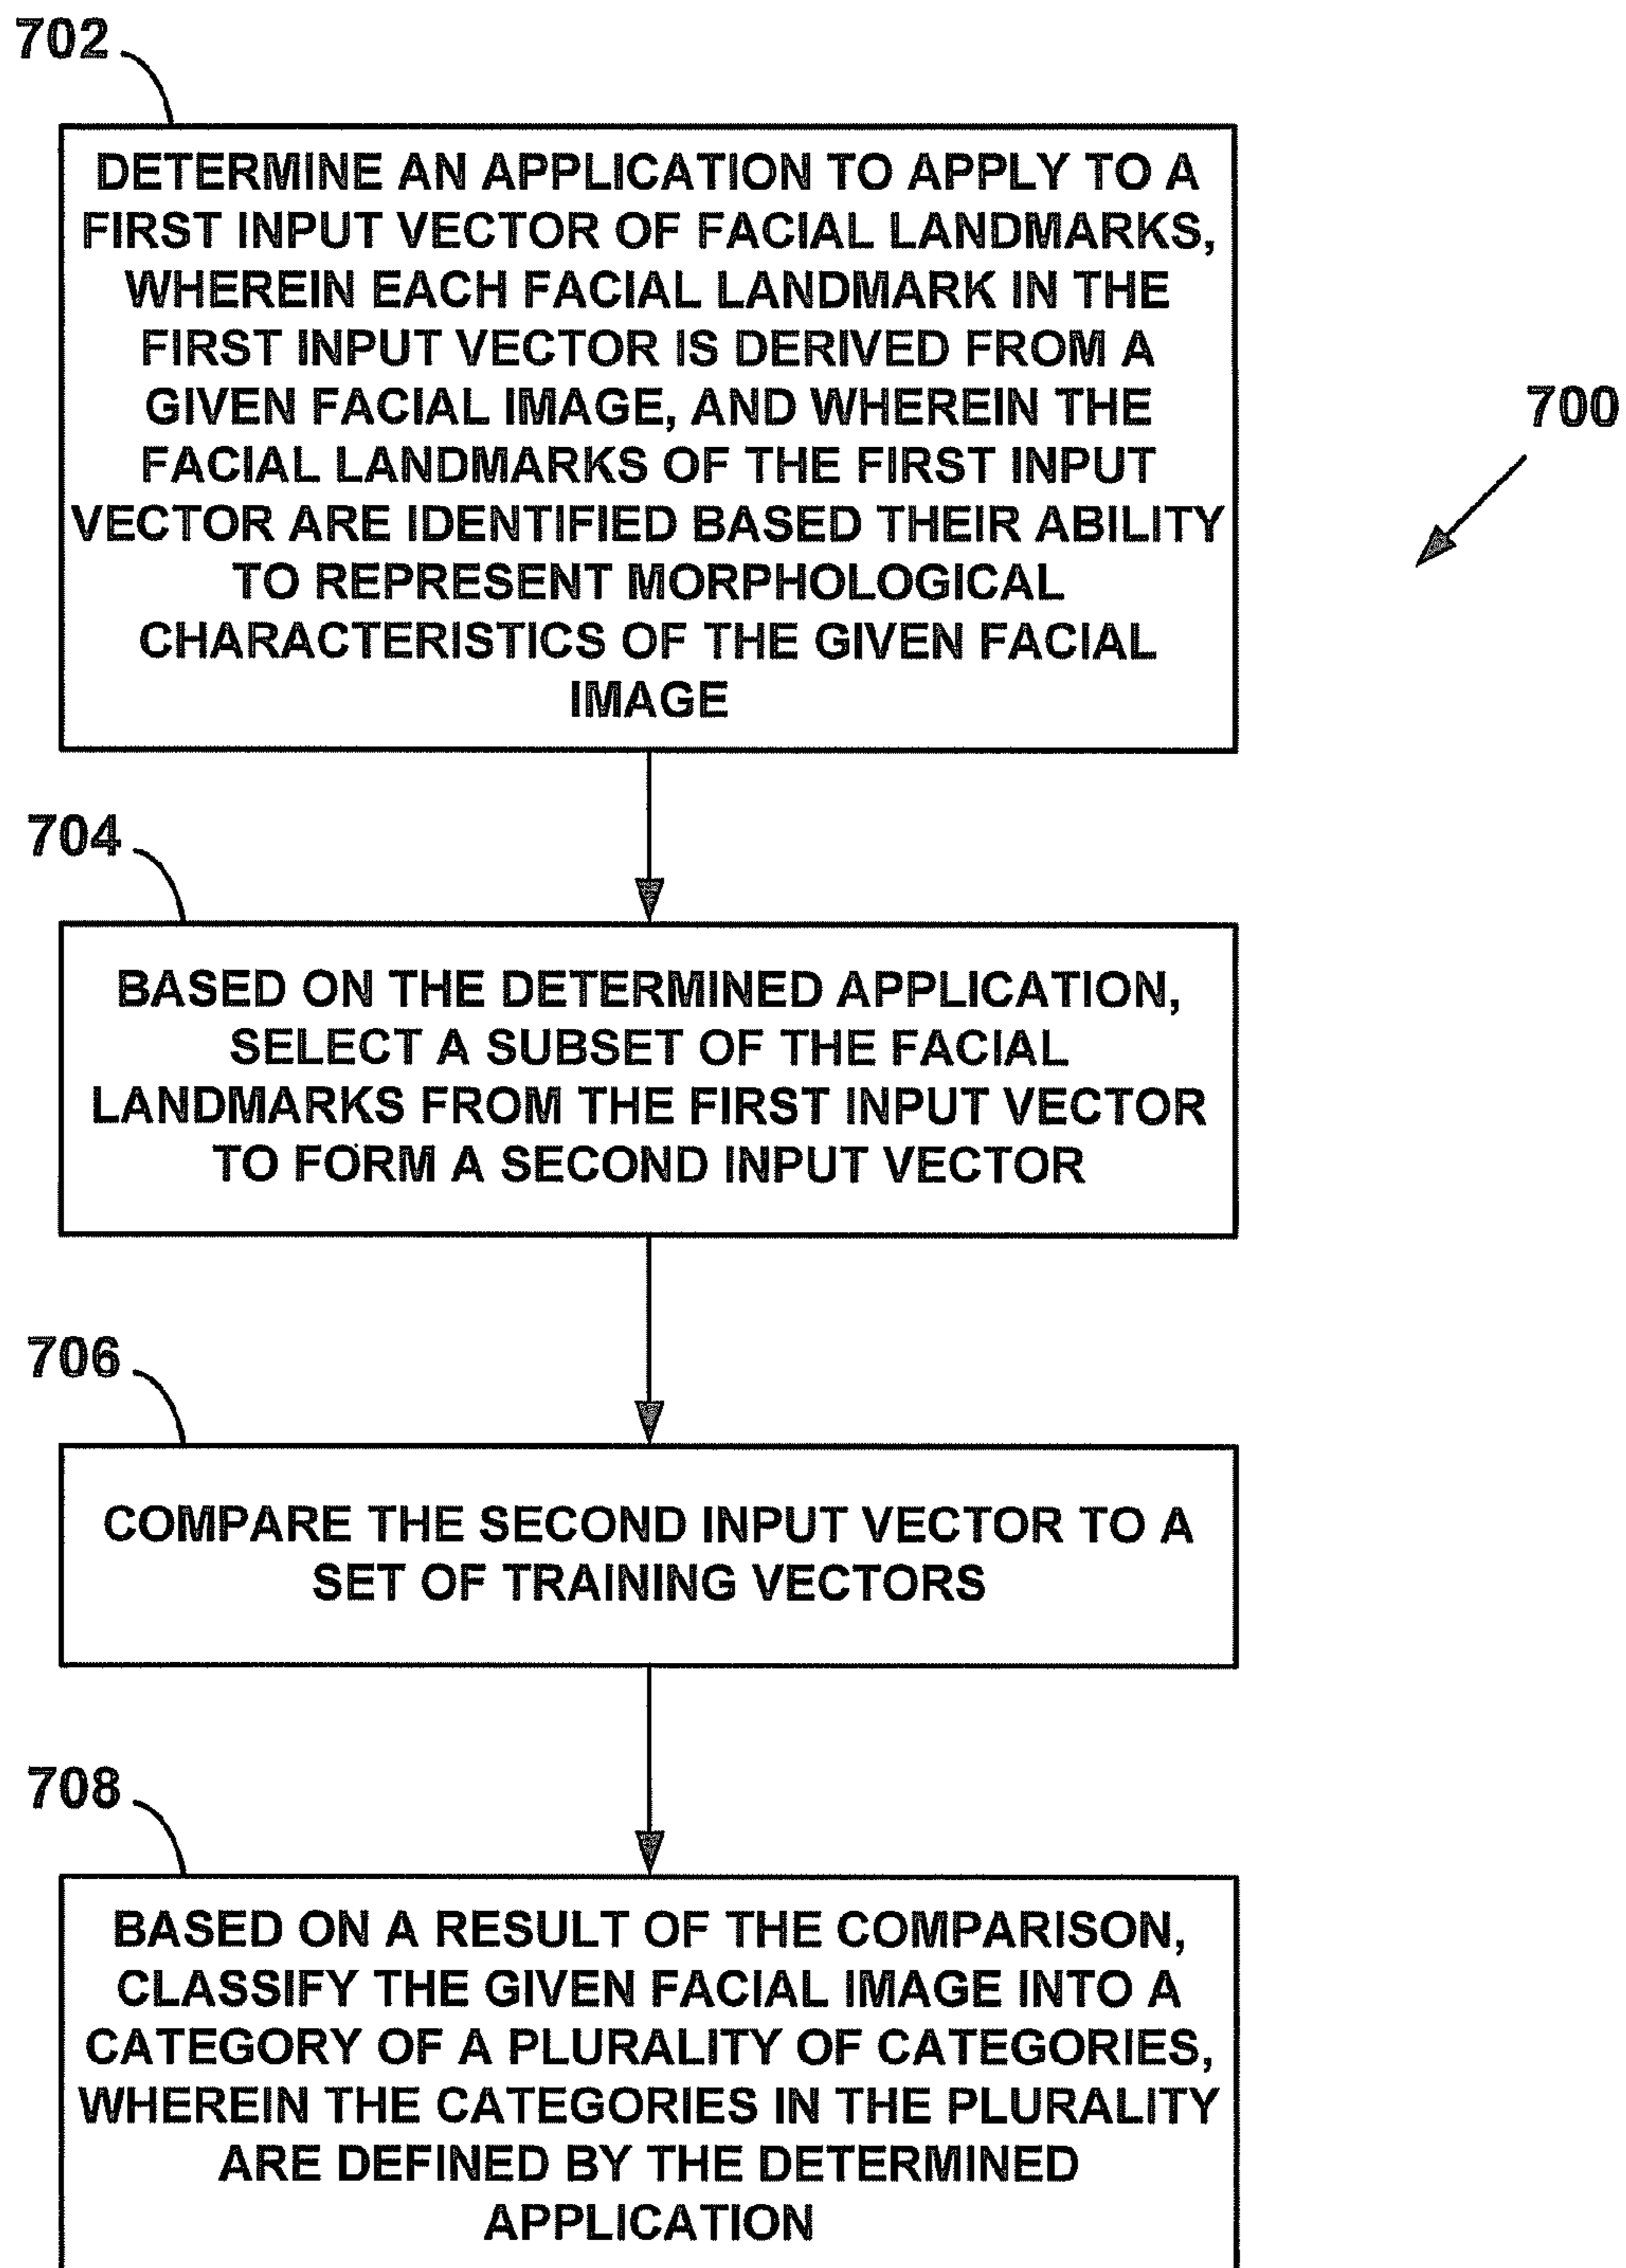 702
DETERMINE AN APPLICATION TO APPLY TO A
FIRST INPUT VECTOR OF FACIAL LANDMARKS,
WHEREIN EACH FACIAL LANDMARK IN THE
FIRST INPUT VECTOR IS DERIVED FROM A
GIVEN FACIAL IMAGE, AND WHEREIN THE
FACIAL LANDMARKS OF THE FIRST INPUT
VECTOR ARE IDENTIFIED BASED THEIR ABILITY
TO REPRESENT MORPHOLOGICAL
CHARACTERISTICS OF THE GIVEN FACIAL
IMAGE
700
704
BASED ON THE DETERMINED APPLICATION,
SELECT A SUBSET OF THE FACIAL
LANDMARKS FROM THE FIRST INPUT VECTOR
TO FORM A SECOND INPUT VECTOR
706
COMPARE THE SECOND INPUT VECTOR TO A
SET OF TRAINING VECTORS
708
BASED ON A RESULT OF THE COMPARISON,
CLASSIFY THE GIVEN FACIAL IMAGE INTO A
CATEGORY OF A PLURALITY OF CATEGORIES,
WHEREIN THE CATEGORIES IN THE PLURALITY
ARE DEFINED BY THE DETERMINED
APPLICATION